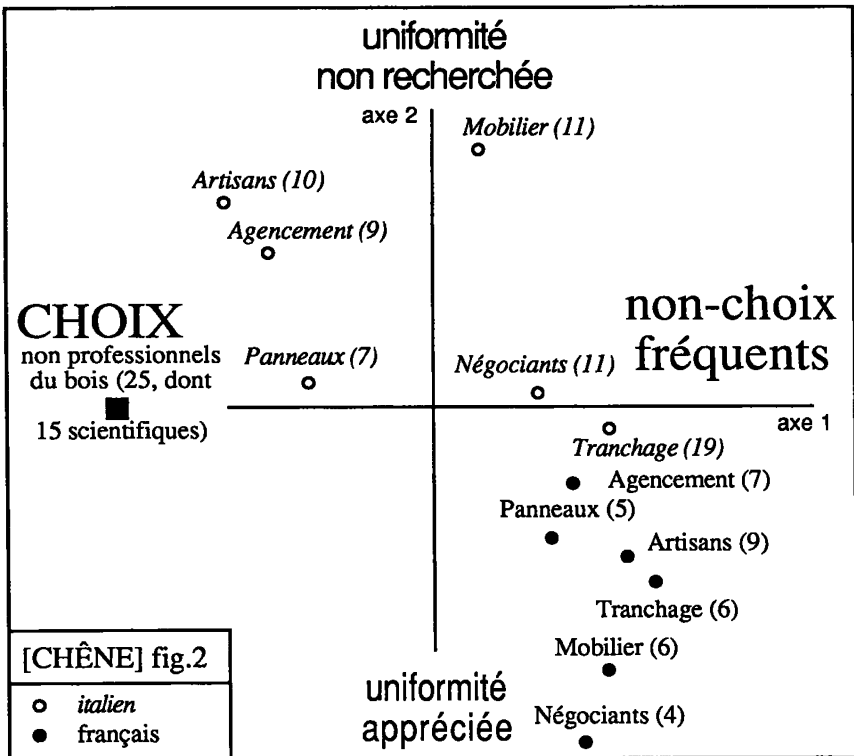 uniformité
non recherchée
axe 2
Mobilier (11)
Artisans (10)
Agencement (9)
CHOIX
non professionnels
du bois (25, dont
15 scientifiques)
Panneaux (7)
non-choix
fréquents
Négociants (11)
axe 1
Tranchage (19)
Agencement (7)
Panneaux (5)
Artisans (9)
Tranchage (6)
Mobilier (6)
Négociants (4)
uniformité
appréciée
[CHÊNE] fig.2
italien
français